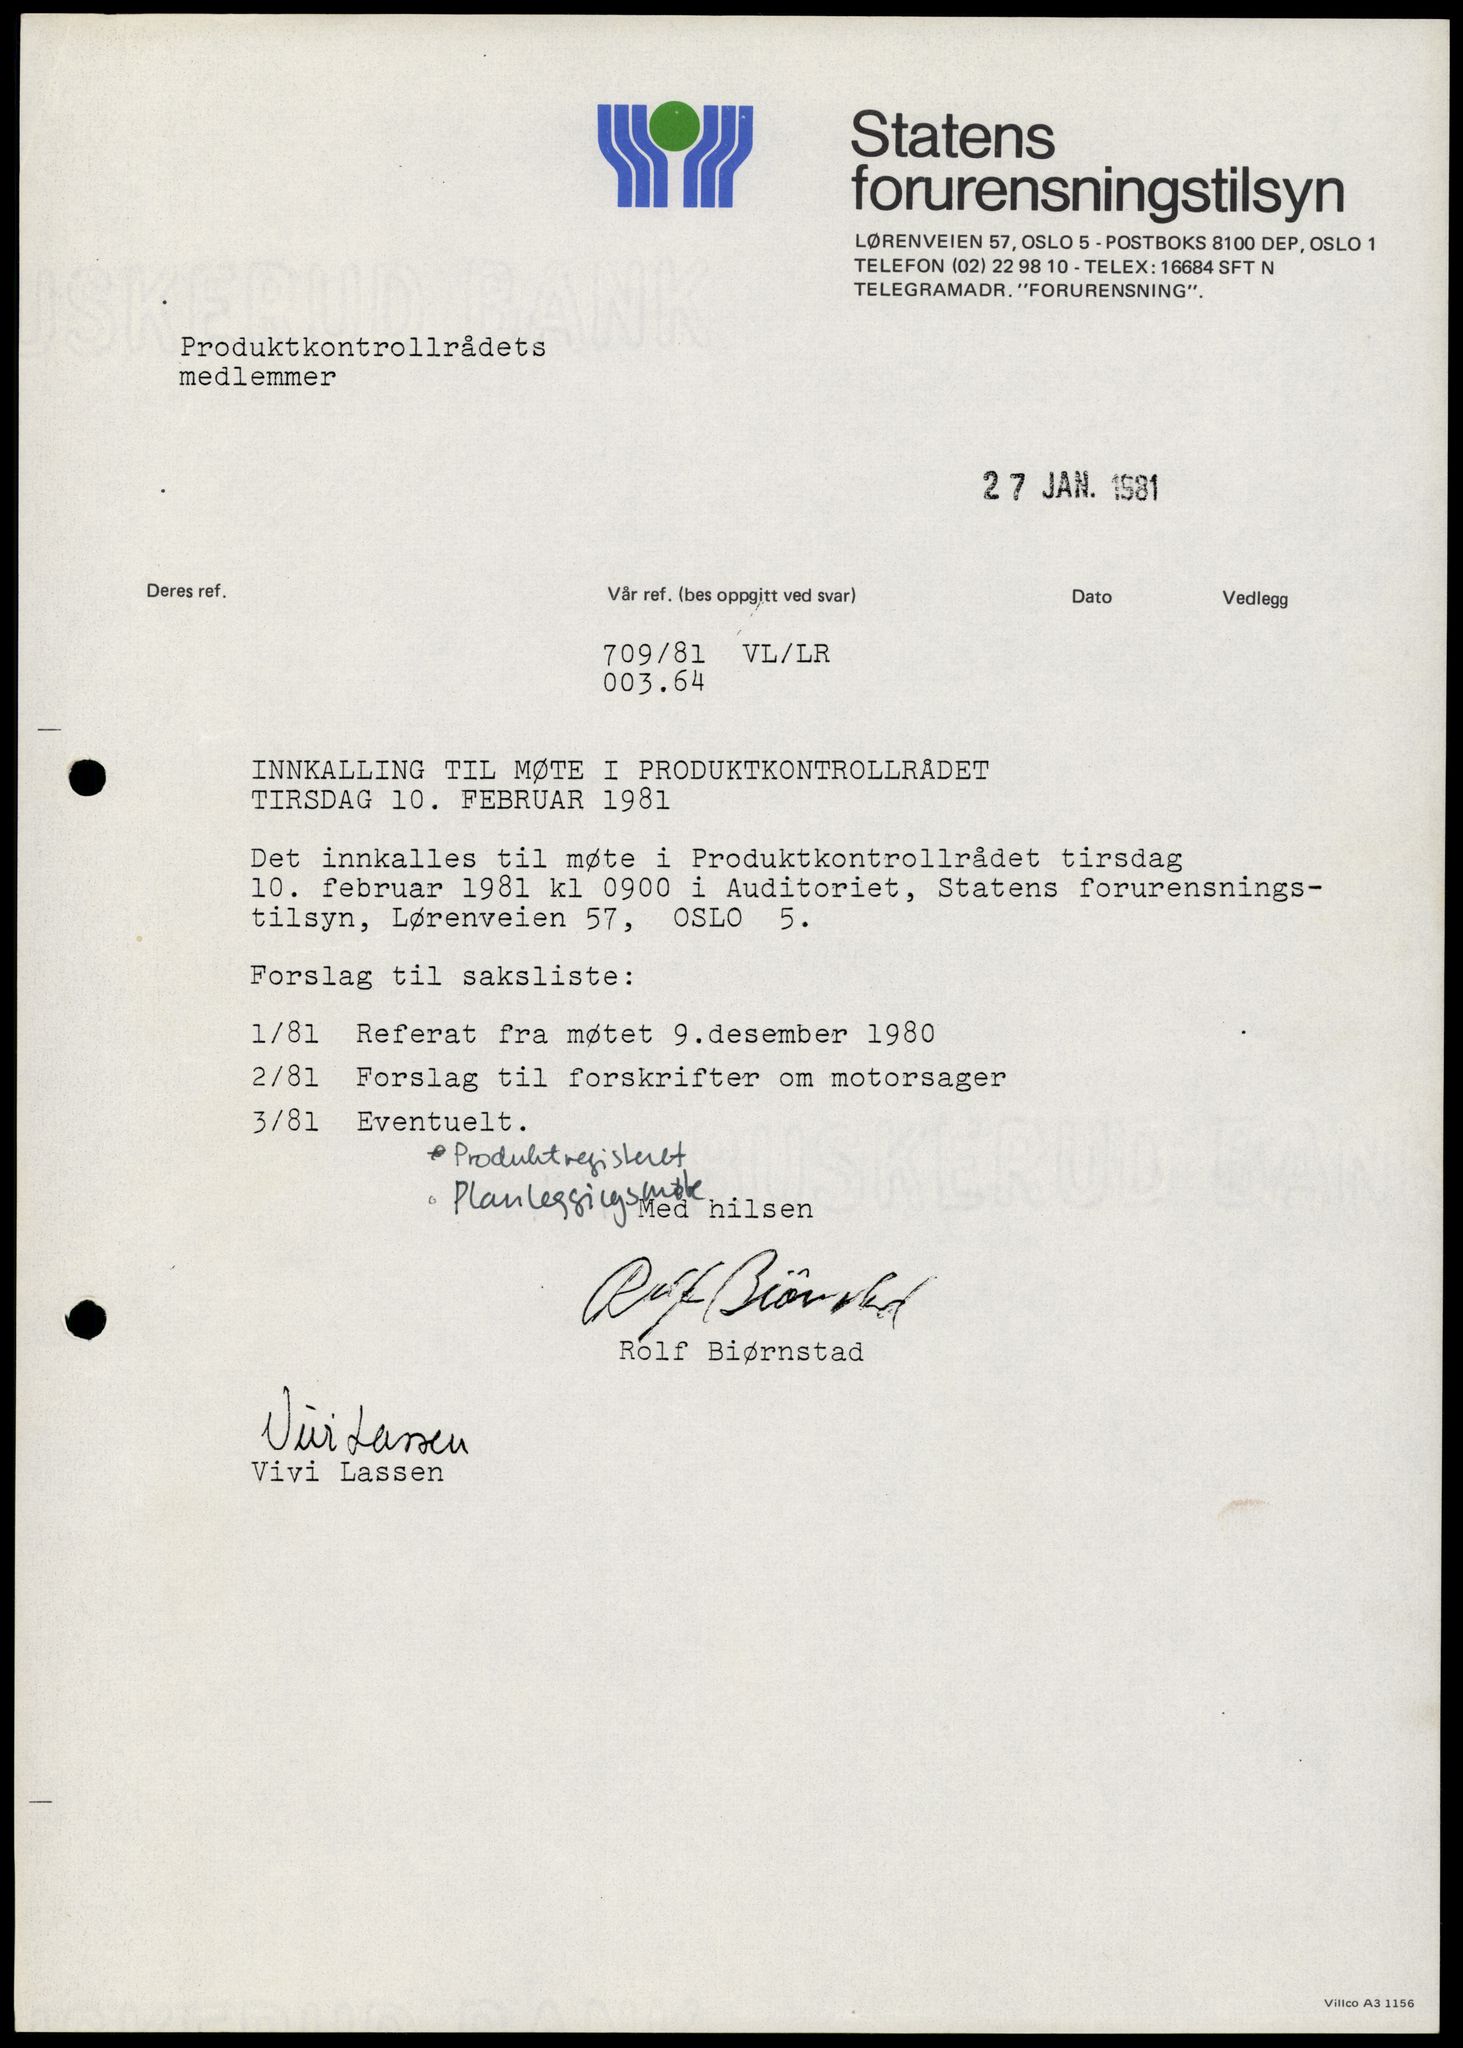 Statens
forurensningstilsyn
LØRENVEIEN 57, OSLO 5 - POSTBOKS 8100 DEP, OSLO 1
TELEFON (02) 22 98 10 - TELEX: 16684 SFT N
TELEGRAMADR. "FORURENSNING".
Produktkontrollrådets
medlemmer
27 JAN. 1981
Deres ref. Vår ref. (bes oppgitt ved svar) Dato Vedlegg
709/81 VL/LR
003.64
INNKALLING TIL MØTE I PRODUKTKONTROLLRÅDET
TIRSDAG 10. FEBRUAR 1981
Det innkalles til møte i Produktkontrollrådet tirsdag
10. februar 1981 kl 0900 i Auditoriet, Statens forurensnings-
tilsyn, Lørenveien 57, OSLO 5.
Forslag til saksliste:
1/81 Referat fra møtet 9.desember 1980
2/81 Forslag til forskrifter om motorsager
3/81 Eventuelt.
• Produktregisteret
◦ Planleggingsmøte
Med hilsen
Rolf Biørnstad
Rolf Biørnstad
Vivi Lassen
Vivi Lassen
Villco A3 1156